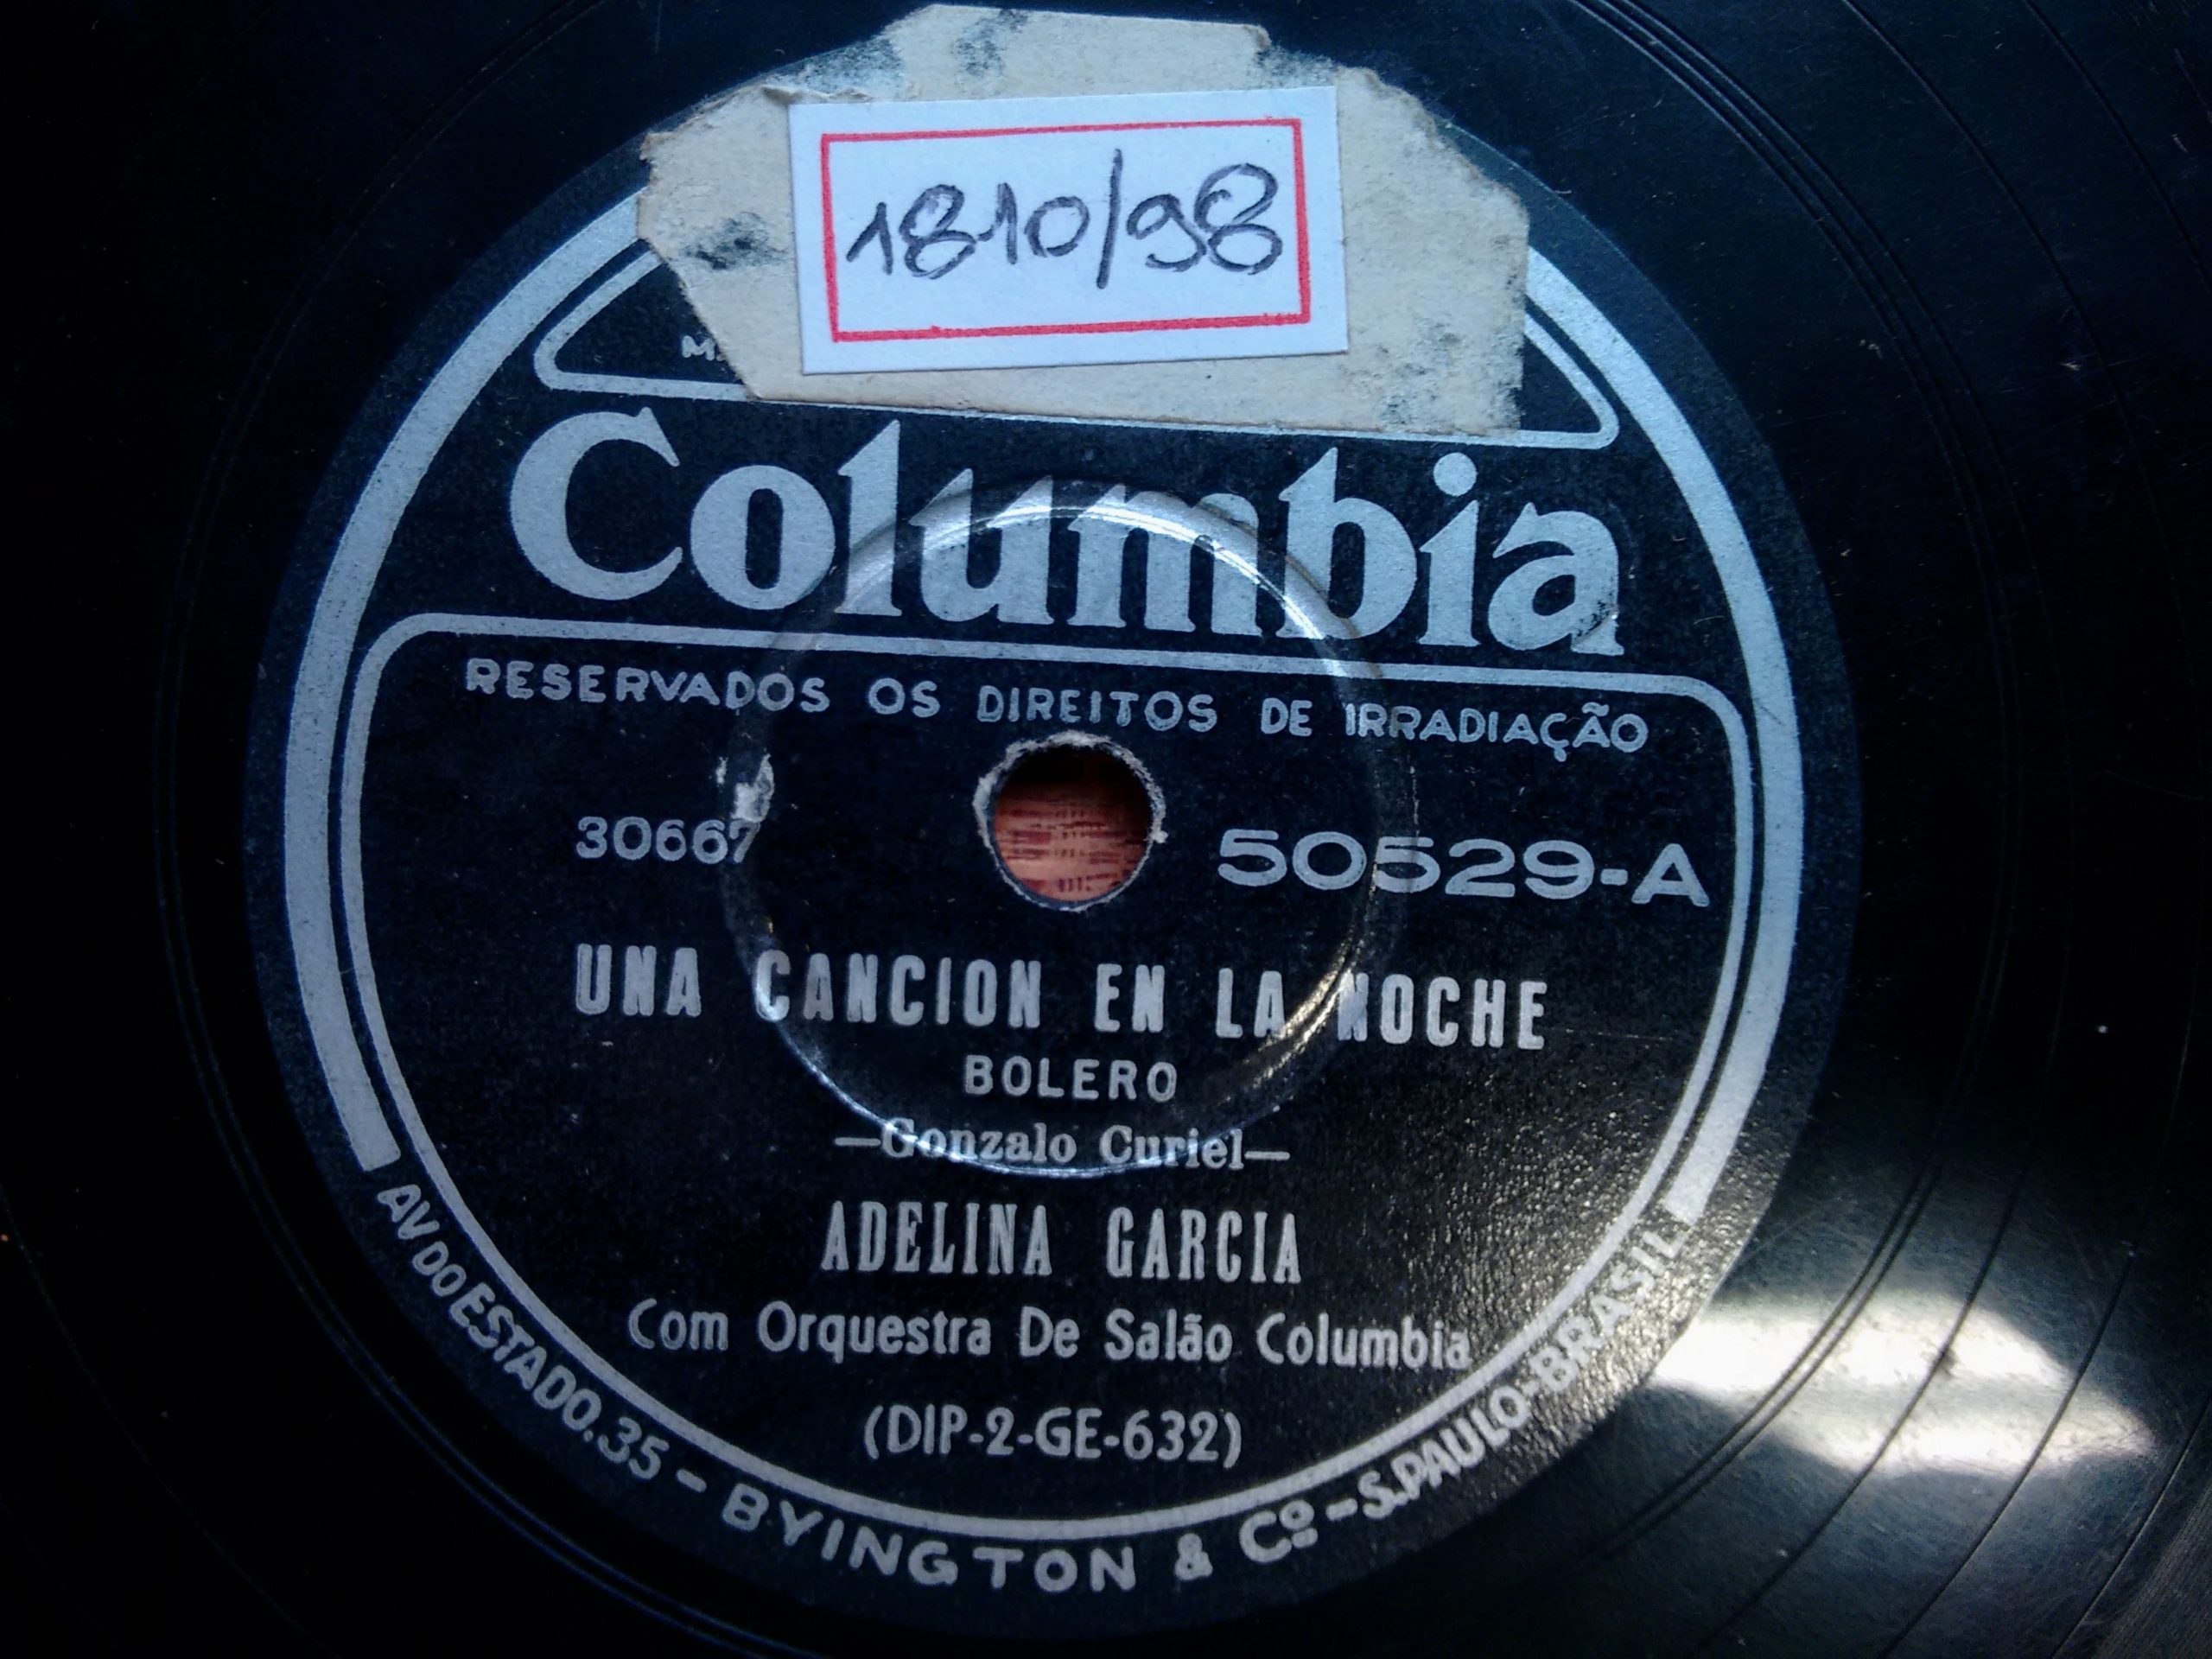 1810/98
Columbia
RESERVADOS OS DIREITOS DE IRRADIAÇÃO
30667
50529-A
UNA CANCION EN LA NOCHE
BOLERO
—Gonzalo Curiel—
ADELINA GARCIA
Com Orquestra De Salão Columbia
(DIP-2-GE-632)
AV DO ESTADO.35 - BYINGTON & Cº - S.PAULO-BRASIL